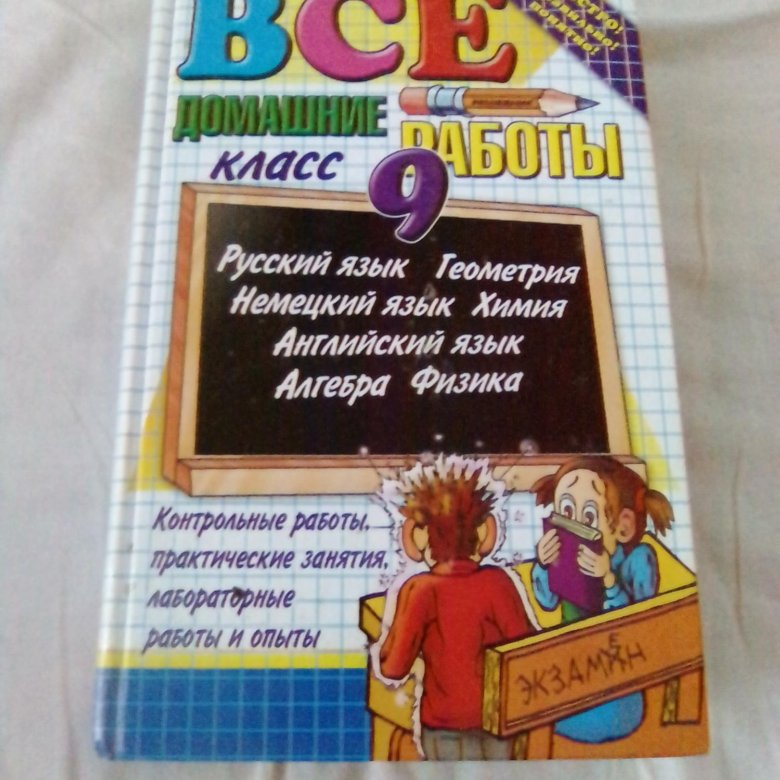 ВСЕ
ДОМАШНИЕ РАБОТЫ
КЛАСС 9
Русский язык Геометрия
Немецкий язык Химия
Английский язык
Алгебра Физика
Контрольные работы,
практические занятия,
лабораторные
работы и опыты
ЭКЗАМИН
Е